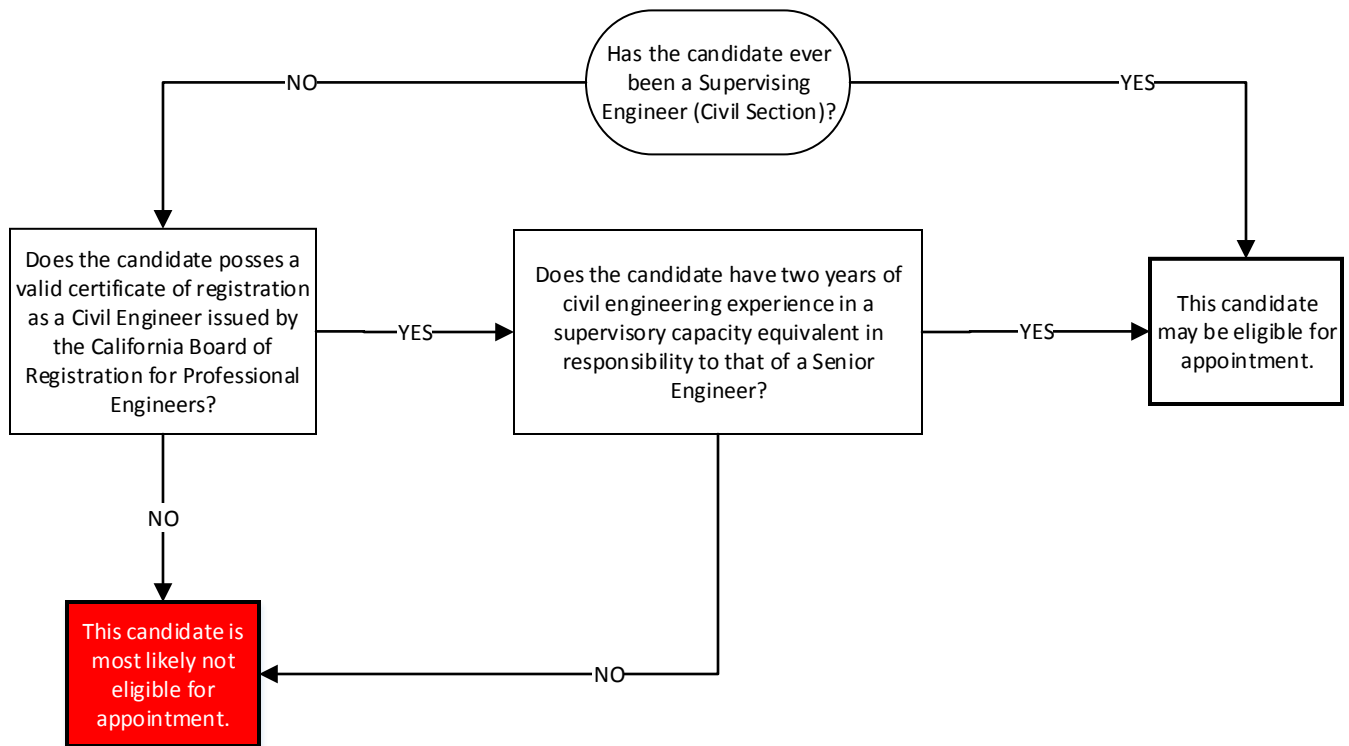 Has the candidate ever
been a Supervising
Engineer (Civil Section)?
NO
YES
Does the candidate posses a
valid certificate of registration
as a Civil Engineer issued by
the California Board of
Registration for Professional
Engineers?
YES
Does the candidate have two years of
civil engineering experience in a
supervisory capacity equivalent in
responsibility to that of a Senior
Engineer?
YES
This candidate
may be eligible for
appointment.
NO
NO
This candidate is
most likely not
eligible for
appointment.